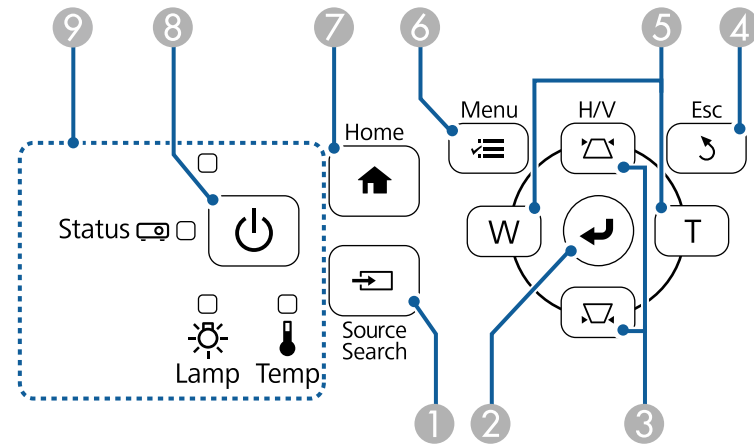 9 8 7 6 5 4
Menu H/V Esc
Home
Status
W T
Source
Search
Lamp Temp
1 2 3